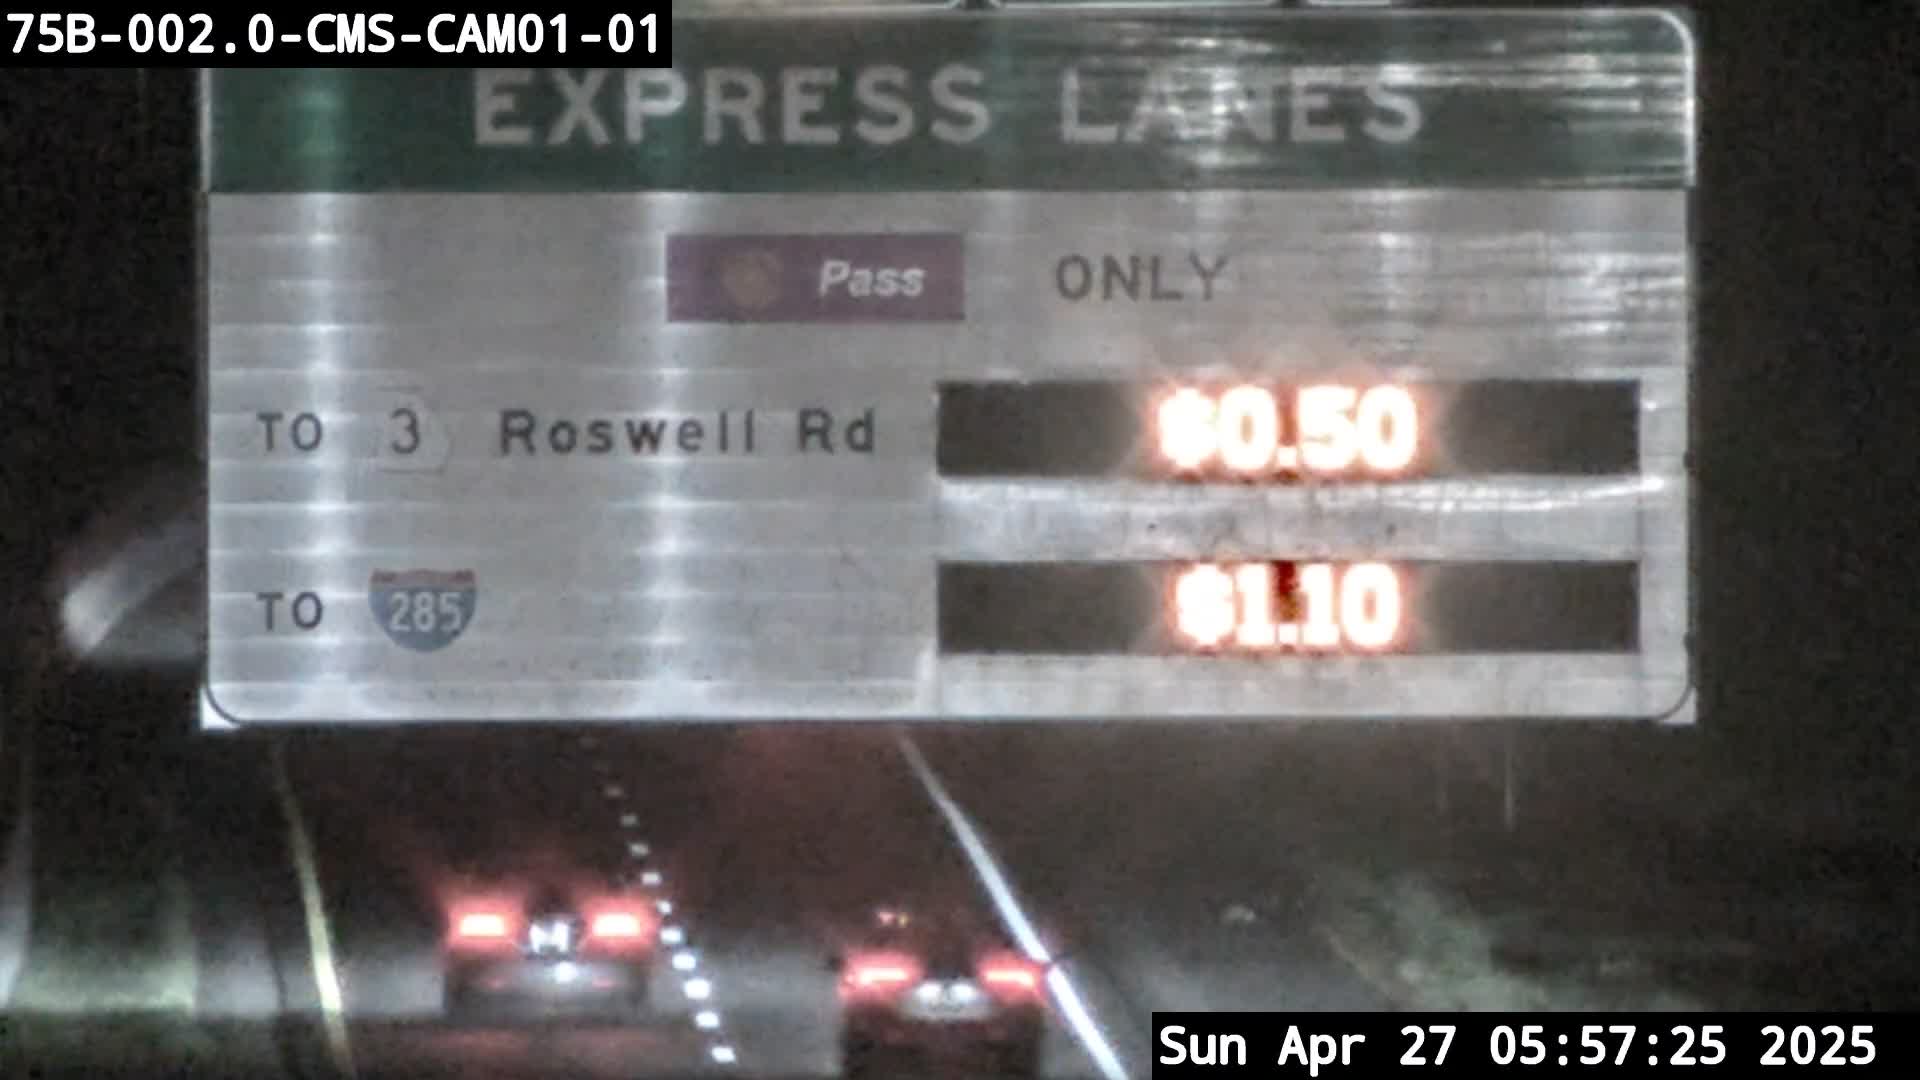 75B-002.0-CMS-CAM01-01
EXPRESS LANES
Pass ONLY
TO 3 Roswell Rd $0.50
TO 285 $1.10
Sun Apr 27 05:57:25 2025